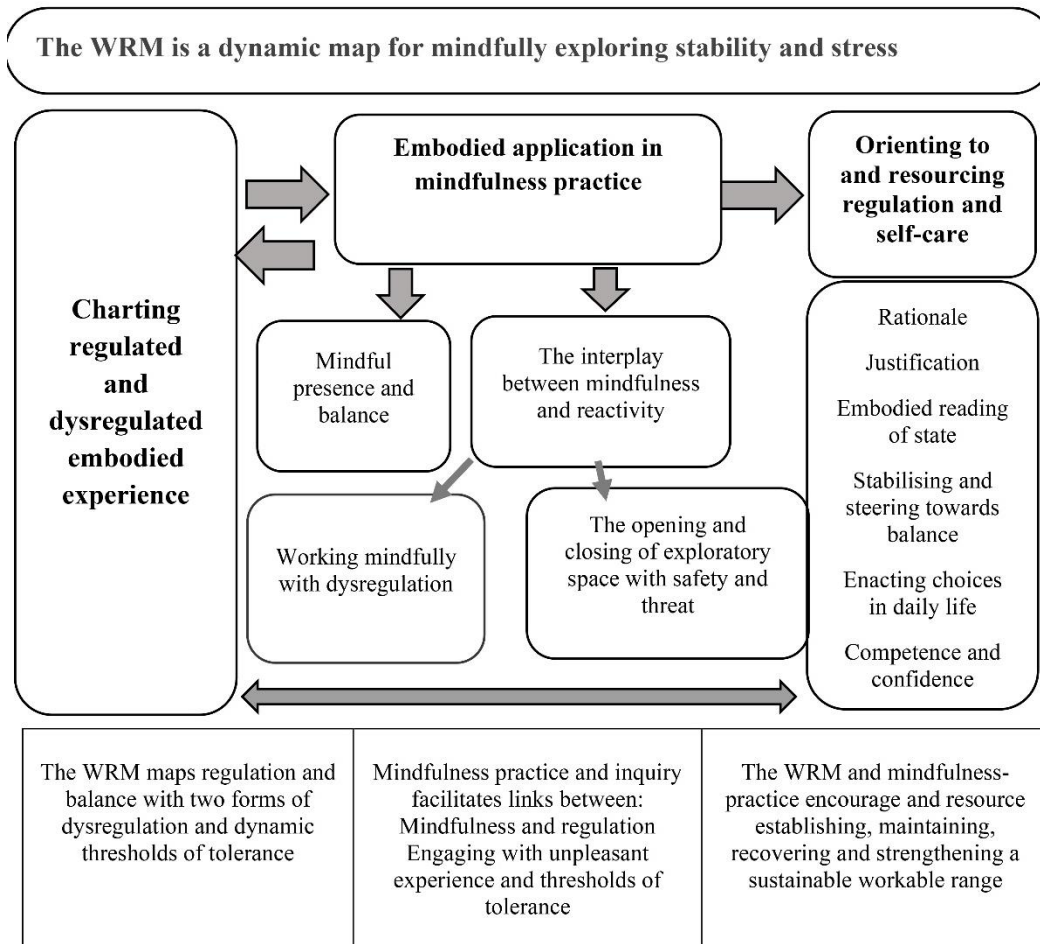 The WRM is a dynamic map for mindfully exploring stability and stress
Charting
regulated
and
dysregulated
embodied
experience
Embodied application in
mindfulness practice
Mindful
presence and
balance
The interplay
between mindfulness
and reactivity
Working mindfully
with dysregulation
The opening and
closing of exploratory
space with safety and
threat
Orienting to
and resourcing
regulation and
self-care
Rationale
Justification
Embodied reading
of state
Stabilising and
steering towards
balance
Enacting choices
in daily life
Competence and
confidence
The WRM maps regulation and
balance with two forms of
dysregulation and dynamic
thresholds of tolerance
Mindfulness practice and inquiry
facilitates links between:
Mindfulness and regulation
Engaging with unpleasant
experience and thresholds of
tolerance
The WRM and mindfulness-
practice encourage and resource
establishing, maintaining,
recovering and strengthening a
sustainable workable range